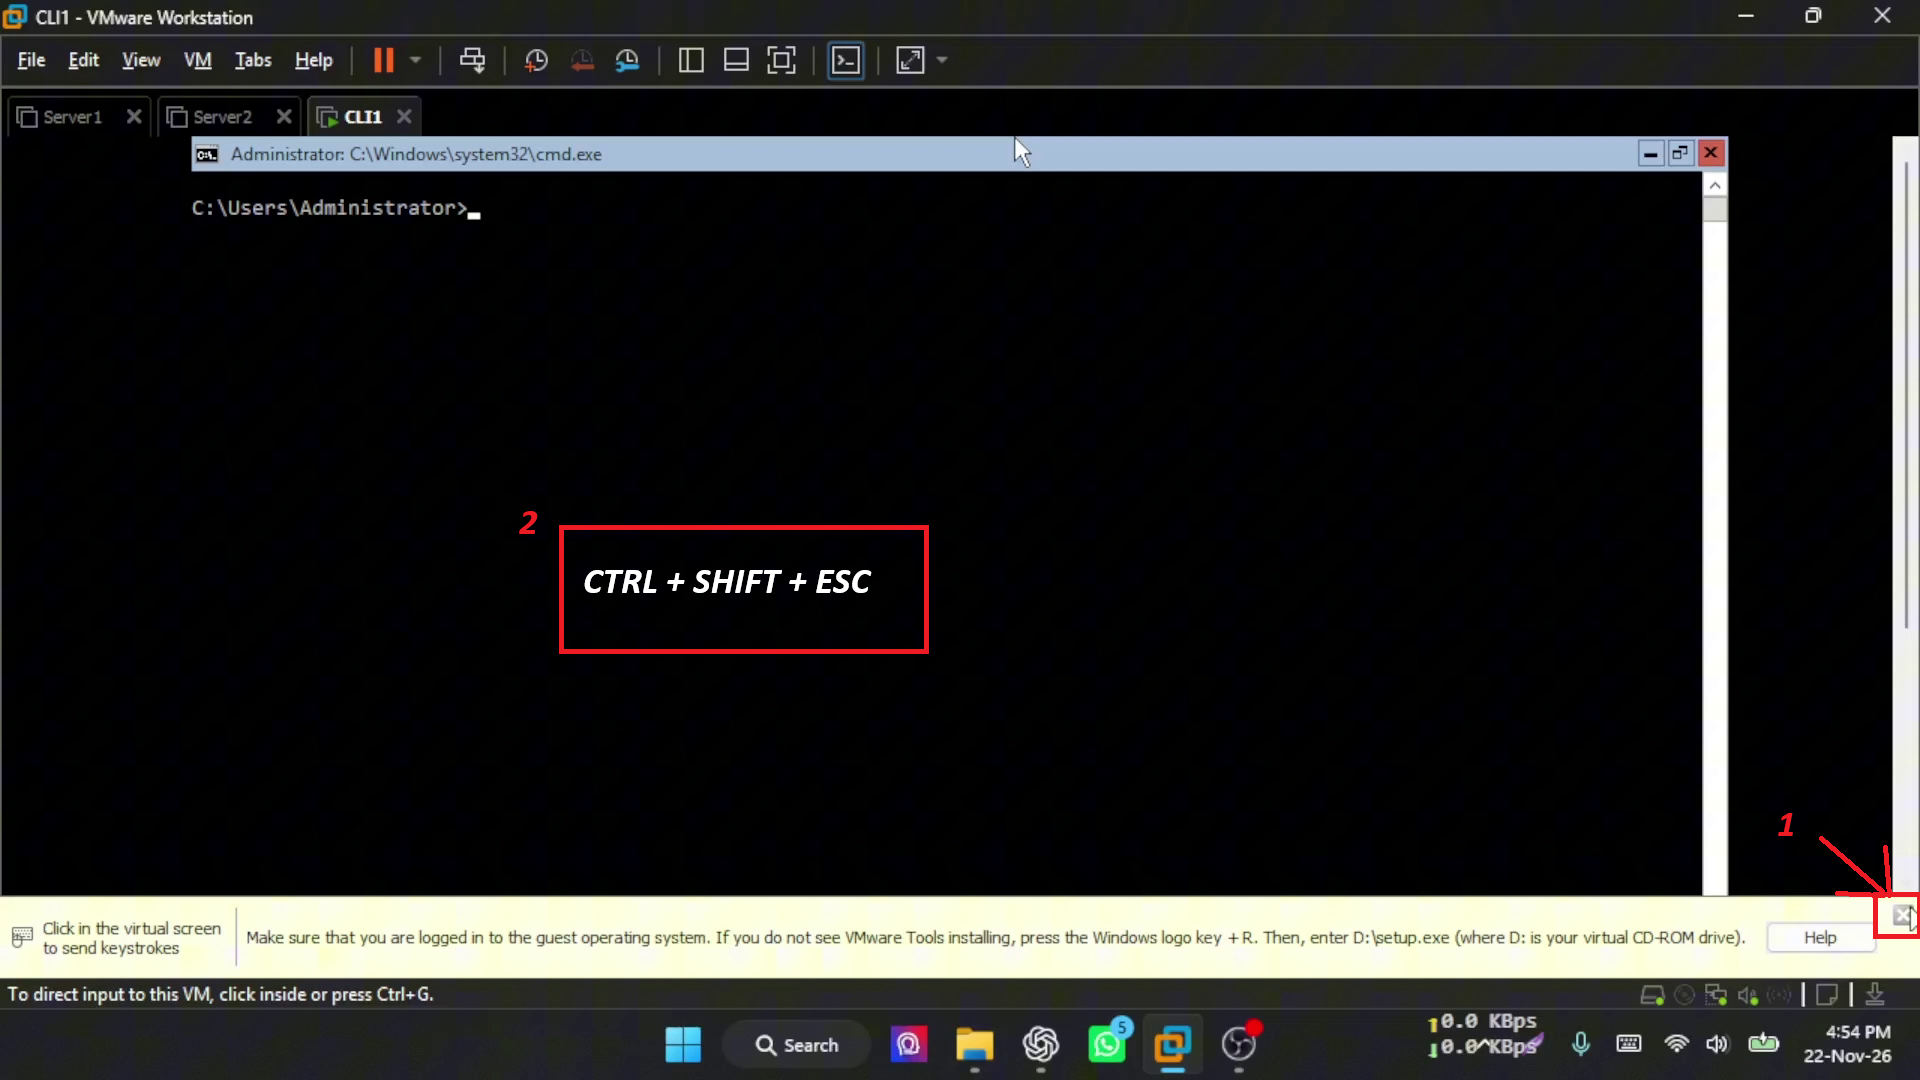 CLI1 - VMware Workstation
File Edit View VM Tabs Help
Server1 Server2 CLI1
Administrator: C:\Windows\system32\cmd.exe
C:\Users\Administrator>
2
CTRL + SHIFT + ESC
1
Click in the virtual screen
to send keystrokes
Make sure that you are logged in to the guest operating system. If you do not see VMware Tools installing, press the Windows logo key + R. Then, enter D:\setup.exe (where D: is your virtual CD-ROM drive).
Help
To direct input to this VM, click inside or press Ctrl+G.
Search
5
0.0 KBps
0.0 KBps
4:54 PM
22-Nov-26